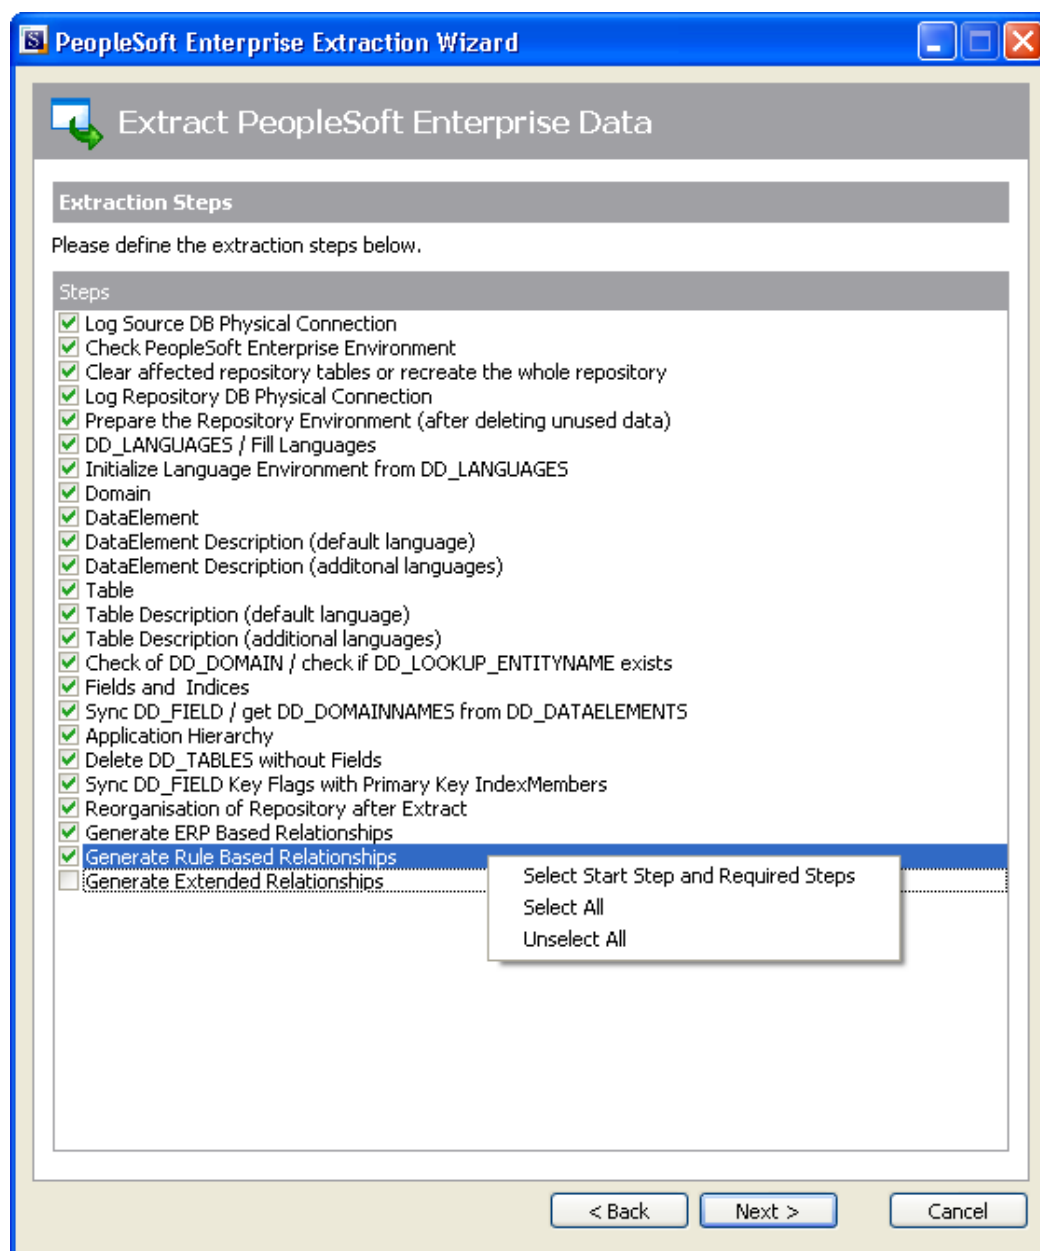 S PeopleSoft Enterprise Extraction Wizard
Extract PeopleSoft Enterprise Data
Extraction Steps
Please define the extraction steps below.
Steps
Log Source DB Physical Connection
Check PeopleSoft Enterprise Environment
Clear affected repository tables or recreate the whole repository
Log Repository DB Physical Connection
Prepare the Repository Environment (after deleting unused data)
DD_LANGUAGES / Fill Languages
Initialize Language Environment from DD_LANGUAGES
Domain
DataElement
DataElement Description (default language)
DataElement Description (additonal languages)
Table
Table Description (default language)
Table Description (additional languages)
Check of DD_DOMAIN / check if DD_LOOKUP_ENTITYNAME exists
Fields and Indices
Sync DD_FIELD / get DD_DOMAINNAMES from DD_DATAELEMENTS
Application Hierarchy
Delete DD_TABLES without Fields
Sync DD_FIELD Key Flags with Primary Key IndexMembers
Reorganisation of Repository after Extract
Generate ERP Based Relationships
Generate Rule Based Relationships
Generate Extended Relationships
Select Start Step and Required Steps
Select All
Unselect All
< Back Next > Cancel